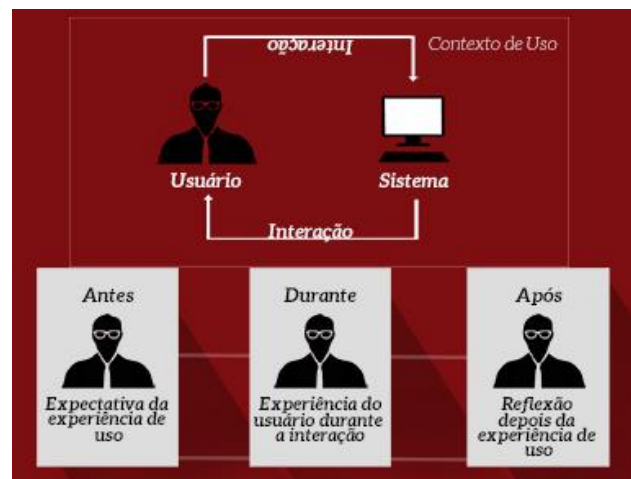 Interação
Contexto de Uso
Usuário
Sistema
Interação
Antes
Expectativa da
experiência de
uso
Durante
Experiência do
usuário durante
a interação
Após
Reflexão
depois da
experiência de
uso